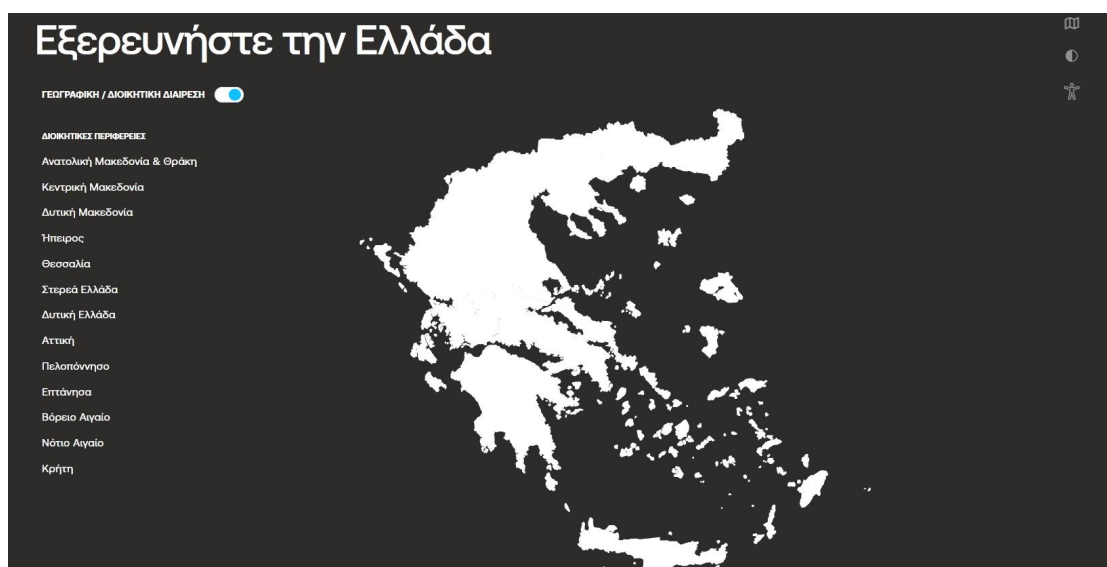 Εξερευνήστε την Ελλάδα
ΓΕΩΓΡΑΦΙΚΗ / ΔΙΟΙΚΗΤΙΚΗ ΔΙΑΙΡΕΣΗ
ΔΙΟΙΚΗΤΙΚΕΣ ΠΕΡΙΦΕΡΕΙΕΣ
Ανατολική Μακεδονία & Θράκη
Κεντρική Μακεδονία
Δυτική Μακεδονία
Ήπειρος
Θεσσαλία
Στερεά Ελλάδα
Δυτική Ελλάδα
Αττική
Πελοπόννησο
Επτάνησα
Βόρειο Αιγαίο
Νότιο Αιγαίο
Κρήτη